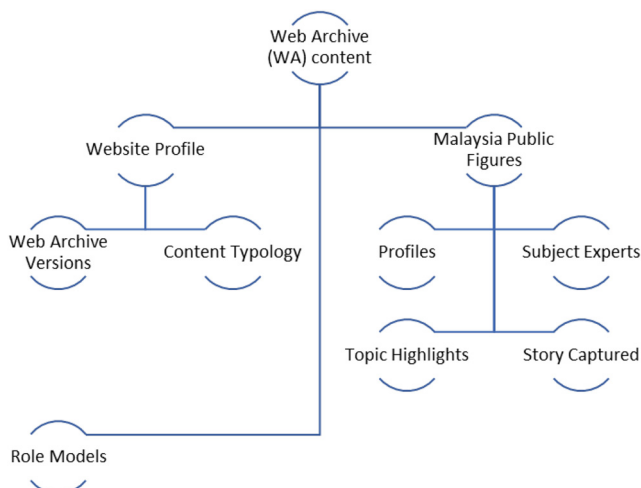 Web Archive
(WA) content
Website Profile
Malaysia Public
Figures
Web Archive
Versions
Content Typology
Profiles
Subject Experts
Topic Highlights
Story Captured
Role Models